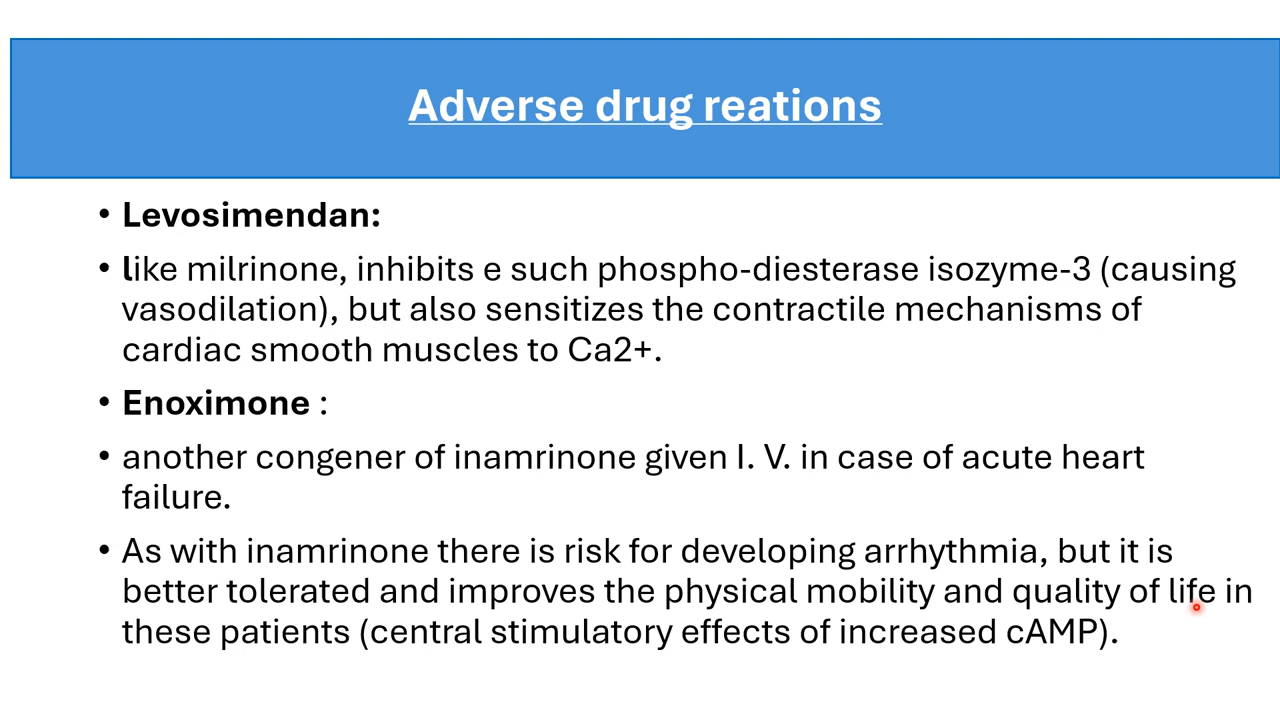 Adverse drug reations
• Levosimendan:
• like milrinone, inhibits e such phospho-diesterase isozyme-3 (causing
vasodilation), but also sensitizes the contractile mechanisms of
cardiac smooth muscles to Ca2+.
• Enoximone :
• another congener of inamrinone given I. V. in case of acute heart
failure.
• As with inamrinone there is risk for developing arrhythmia, but it is
better tolerated and improves the physical mobility and quality of life in
these patients (central stimulatory effects of increased cAMP).